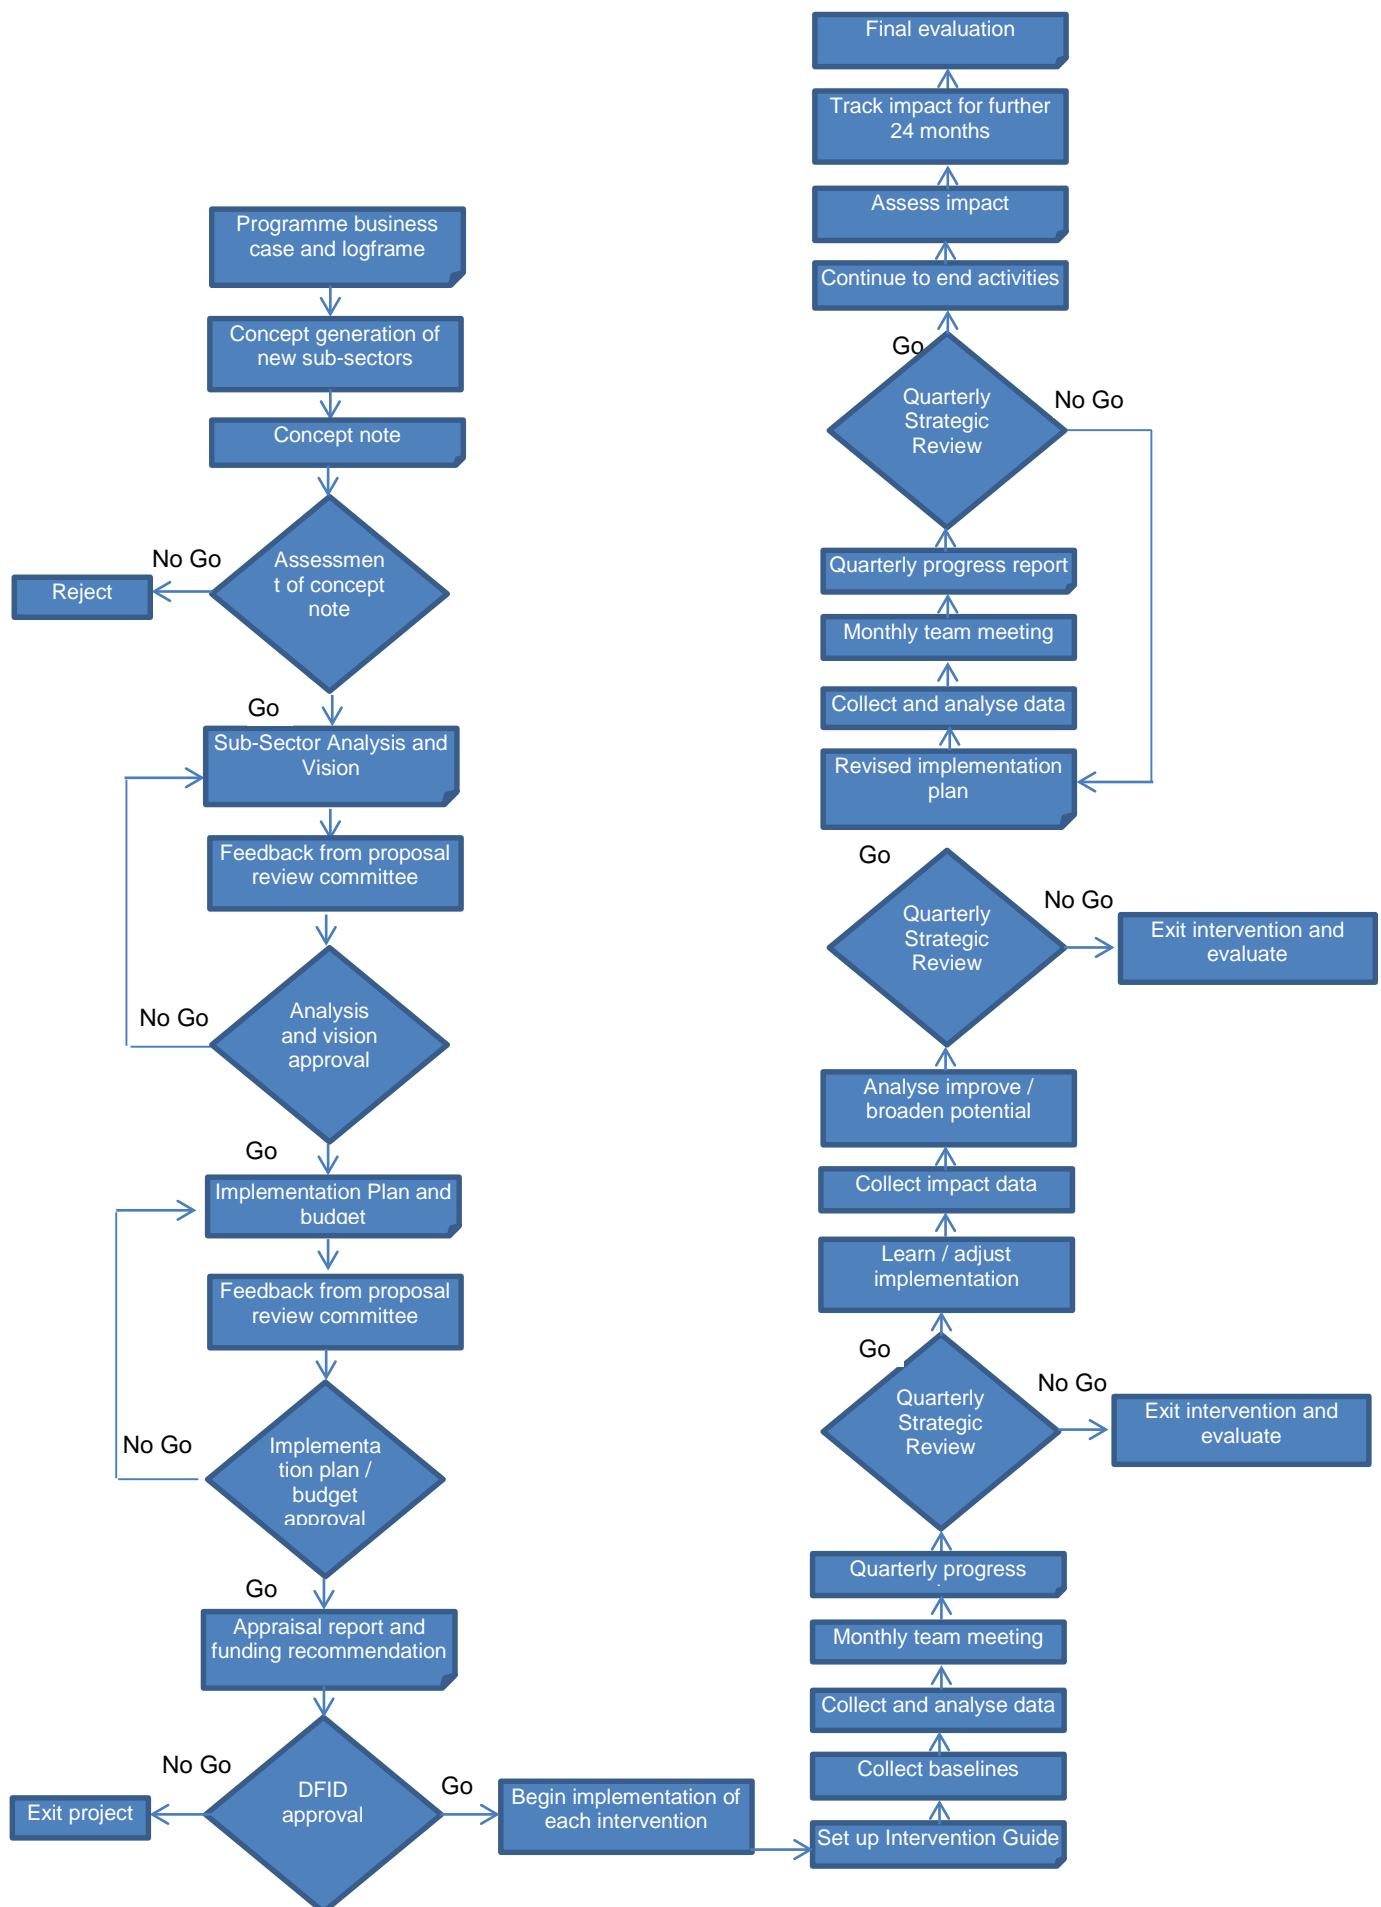 Programme business
case and logframe
Concept generation of
new sub-sectors
Concept note
Assessmen
t of concept
note
No Go
Reject
Go
Sub-Sector Analysis and
Vision
Feedback from proposal
review committee
Analysis
and vision
approval
No Go
Go
Implementation Plan and
budget
Feedback from proposal
review committee
Implementa
tion plan /
budget
approval
No Go
Go
Appraisal report and
funding recommendation
DFID
approval
No Go
Exit project
Go
Begin implementation of
each intervention
Set up Intervention Guide
Collect baselines
Collect and analyse data
Monthly team meeting
Quarterly progress
Quarterly
Strategic
Review
No Go
Exit intervention and
evaluate
Go
Learn / adjust
implementation
Collect impact data
Analyse improve /
broaden potential
Quarterly
Strategic
Review
No Go
Exit intervention and
evaluate
Go
Revised implementation
plan
Collect and analyse data
Monthly team meeting
Quarterly progress report
Quarterly
Strategic
Review
No Go
Go
Continue to end activities
Assess impact
Track impact for further
24 months
Final evaluation